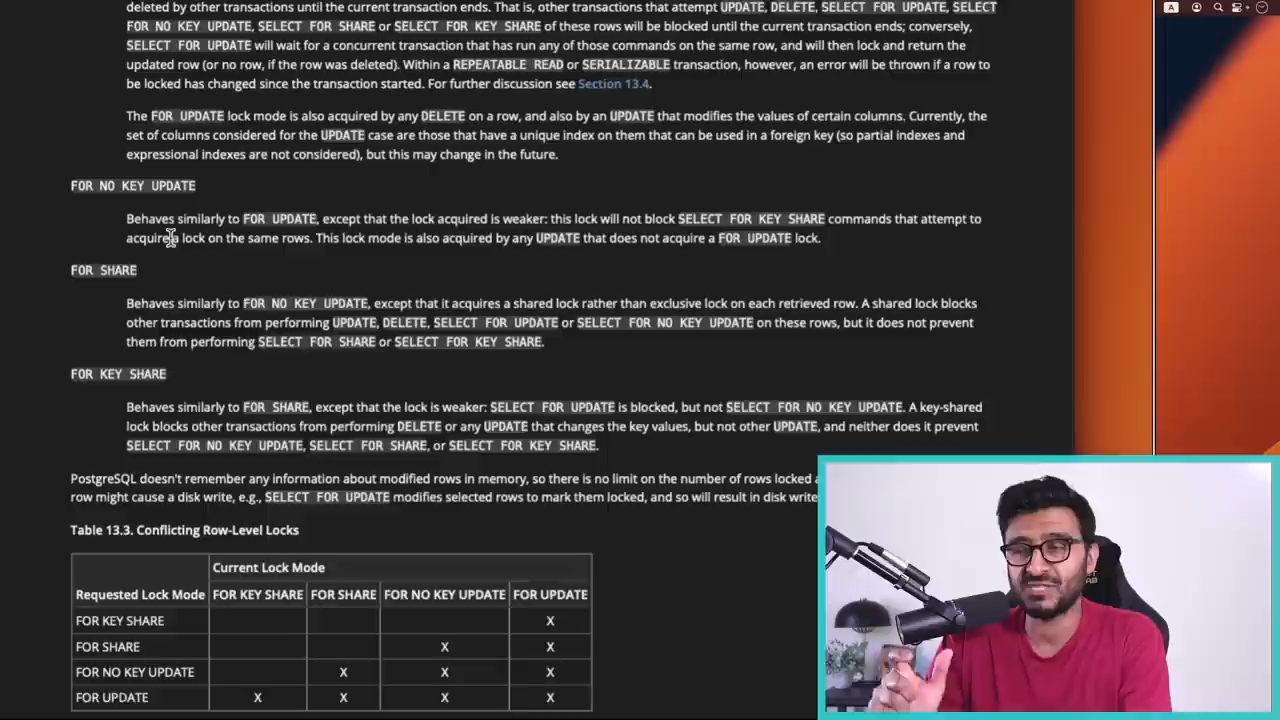 deleted by other transactions until the current transaction ends. That is, other transactions that attempt UPDATE, DELETE, SELECT FOR UPDATE, SELECT
FOR NO KEY UPDATE, SELECT FOR SHARE or SELECT FOR KEY SHARE of these rows will be blocked until the current transaction ends; conversely,
SELECT FOR UPDATE will wait for a concurrent transaction that has run any of those commands on the same row, and will then lock and return the
updated row (or no row, if the row was deleted). Within a REPEATABLE READ or SERIALIZABLE transaction, however, an error will be thrown if a row to
be locked has changed since the transaction started. For further discussion see Section 13.4.
The FOR UPDATE lock mode is also acquired by any DELETE on a row, and also by an UPDATE that modifies the values of certain columns. Currently, the
set of columns considered for the UPDATE case are those that have a unique index on them that can be used in a foreign key (so partial indexes and
expressional indexes are not considered), but this may change in the future.
FOR NO KEY UPDATE
Behaves similarly to FOR UPDATE, except that the lock acquired is weaker: this lock will not block SELECT FOR KEY SHARE commands that attempt to
acquire a lock on the same rows. This lock mode is also acquired by any UPDATE that does not acquire a FOR UPDATE lock.
FOR SHARE
Behaves similarly to FOR NO KEY UPDATE, except that it acquires a shared lock rather than exclusive lock on each retrieved row. A shared lock blocks
other transactions from performing UPDATE, DELETE, SELECT FOR UPDATE or SELECT FOR NO KEY UPDATE on these rows, but it does not prevent
them from performing SELECT FOR SHARE or SELECT FOR KEY SHARE.
FOR KEY SHARE
Behaves similarly to FOR SHARE, except that the lock is weaker: SELECT FOR UPDATE is blocked, but not SELECT FOR NO KEY UPDATE. A key-shared
lock blocks other transactions from performing DELETE or any UPDATE that changes the key values, but not other UPDATE, and neither does it prevent
SELECT FOR NO KEY UPDATE, SELECT FOR SHARE, or SELECT FOR KEY SHARE.
PostgreSQL doesn't remember any information about modified rows in memory, so there is no limit on the number of rows locked
row might cause a disk write, e.g., SELECT FOR UPDATE modifies selected rows to mark them locked, and so will result in disk write
Table 13.3. Conflicting Row-Level Locks
Requested Lock Mode Current Lock Mode
FOR KEY SHARE FOR SHARE FOR NO KEY UPDATE FOR UPDATE
FOR KEY SHARE X
FOR SHARE X X
FOR NO KEY UPDATE X X X
FOR UPDATE X X X X